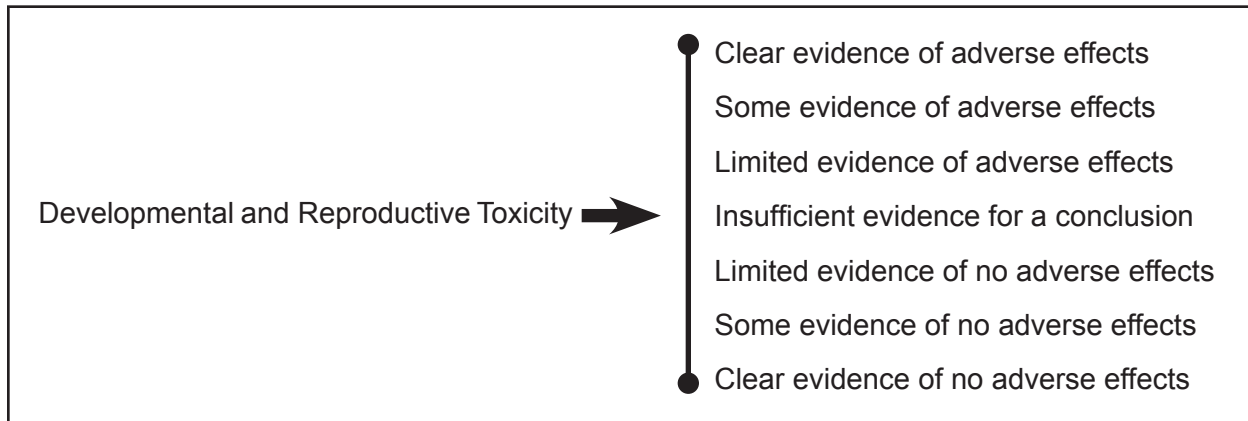 Clear evidence of adverse effects
Some evidence of adverse effects
Limited evidence of adverse effects
Developmental and Reproductive Toxicity
Insufficient evidence for a conclusion
Limited evidence of no adverse effects
Some evidence of no adverse effects
Clear evidence of no adverse effects